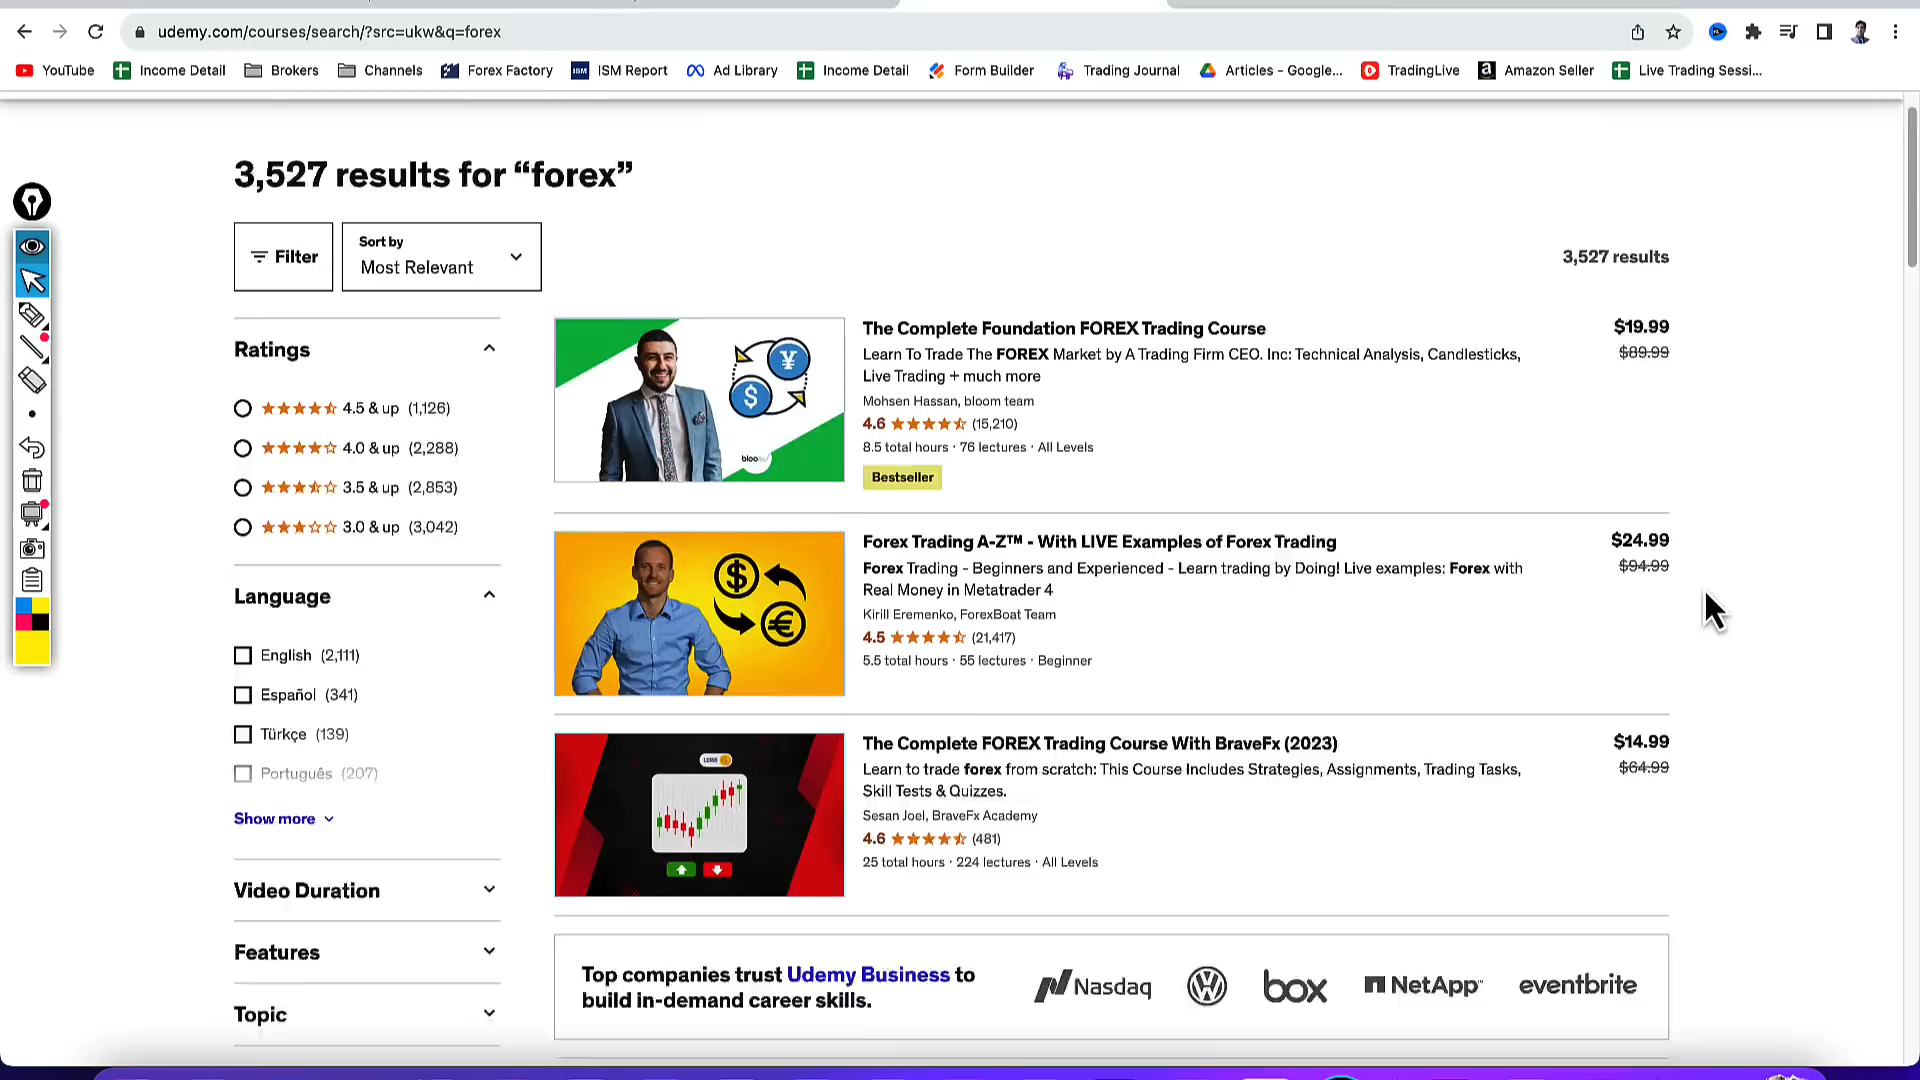 udemy.com/courses/search/?src=ukw&q=forex
YouTube
Income Detail
Brokers
Channels
Forex Factory
ISM
ISM Report
Ad Library
Income Detail
Form Builder
Trading Journal
Articles - Google...
TradingLive
Amazon Seller
Live Trading Sessi...
3,527 results for “forex”
Filter
Sort by
Most Relevant
3,527 results
Ratings
4.5 & up (1,126)
4.0 & up (2,288)
3.5 & up (2,853)
3.0 & up (3,042)
Language
English (2,111)
Español (341)
Türkçe (139)
Português (207)
Show more
Video Duration
Features
Topic
The Complete Foundation FOREX Trading Course
$19.99
Learn To Trade The FOREX Market by A Trading Firm CEO. Inc: Technical Analysis, Candlesticks,
$89.99
Live Trading + much more
Mohsen Hassan, bloom team
4.6 (15,210)
8.5 total hours · 76 lectures · All Levels
Bestseller
Forex Trading A-Z™ - With LIVE Examples of Forex Trading
$24.99
Forex Trading - Beginners and Experienced - Learn trading by Doing! Live examples: Forex with
$94.99
Real Money in Metatrader 4
Kirill Eremenko, ForexBoat Team
4.5 (21,417)
5.5 total hours · 55 lectures · Beginner
The Complete FOREX Trading Course With BraveFx (2023)
$14.99
Learn to trade forex from scratch: This Course Includes Strategies, Assignments, Trading Tasks,
$64.99
Skill Tests & Quizzes.
Sesan Joel, BraveFx Academy
4.6 (481)
25 total hours · 224 lectures · All Levels
Top companies trust Udemy Business to
build in-demand career skills.
Nasdaq
box
NetApp
eventbrite